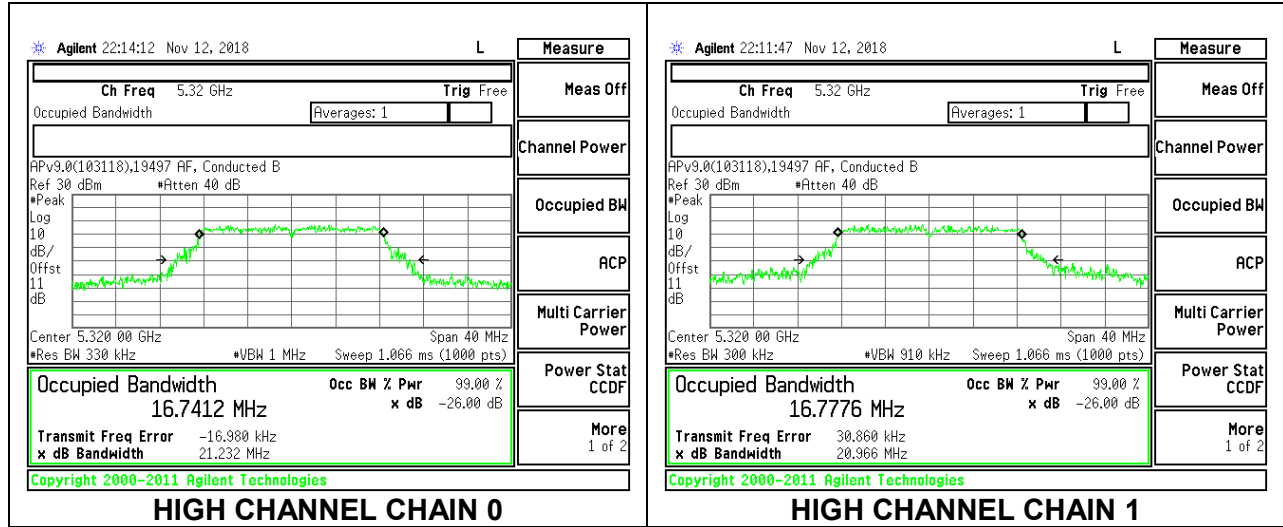 Agilent 22:14:12 Nov 12, 2018 L Measure
Ch Freq 5.32 GHz Trig Free
Occupied Bandwidth Averages: 1
Meas Off
Channel Power
APv9.0(103118),19497 AF, Conducted B
Ref 30 dBm #Atten 40 dB
#Peak
Log
10
dB/
Offst
11
dB
Occupied BW
ACP
Multi Carrier
Power
Center 5.320 00 GHz Span 40 MHz
#Res BW 330 kHz #VBW 1 MHz Sweep 1.066 ms (1000 pts)
Power Stat
CCDF
Occupied Bandwidth Occ BW % Pwr 99.00 %
16.7412 MHz x dB -26.00 dB
Transmit Freq Error -16.980 kHz
x dB Bandwidth 21.232 MHz
More
1 of 2
Copyright 2000-2011 Agilent Technologies
HIGH CHANNEL CHAIN 0
Agilent 22:11:47 Nov 12, 2018 L Measure
Ch Freq 5.32 GHz Trig Free
Occupied Bandwidth Averages: 1
Meas Off
Channel Power
APv9.0(103118),19497 AF, Conducted B
Ref 30 dBm #Atten 40 dB
#Peak
Log
10
dB/
Offst
11
dB
Occupied BW
ACP
Multi Carrier
Power
Center 5.320 00 GHz Span 40 MHz
#Res BW 300 kHz #VBW 910 kHz Sweep 1.066 ms (1000 pts)
Power Stat
CCDF
Occupied Bandwidth Occ BW % Pwr 99.00 %
16.7776 MHz x dB -26.00 dB
Transmit Freq Error 30.860 kHz
x dB Bandwidth 20.966 MHz
More
1 of 2
Copyright 2000-2011 Agilent Technologies
HIGH CHANNEL CHAIN 1